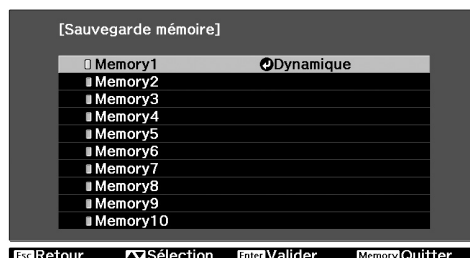 [Sauvegarde mémoire]
Memory1 Dynamique
Memory2
Memory3
Memory4
Memory5
Memory6
Memory7
Memory8
Memory9
Memory10
Esc Retour Sélection Enter Valider Memory Quitter